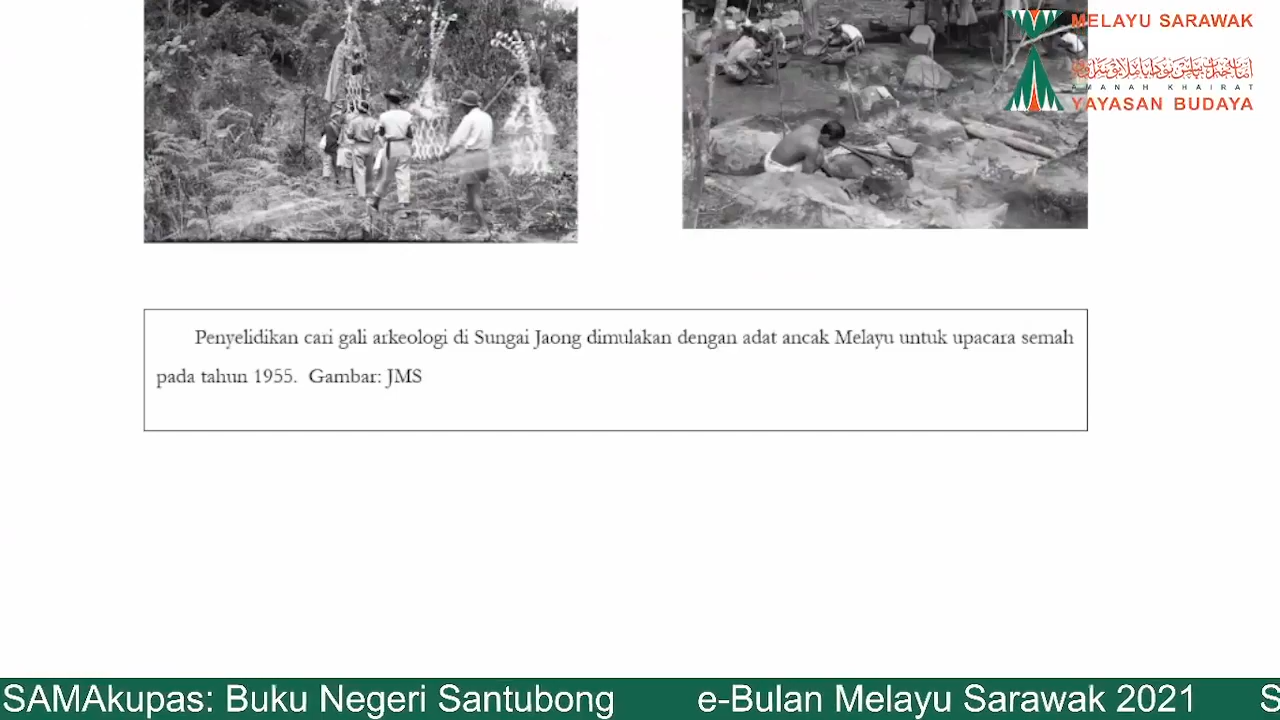 MELAYU SARAWAK
AMANAH KHAIRAT
YAYASAN BUDAYA
Penyelidikan cari gali arkeologi di Sungai Jaong dimulakan dengan adat ancak Melayu untuk upacara semah
pada tahun 1955.  Gambar: JMS
SAMAkupas: Buku Negeri Santubong e-Bulan Melayu Sarawak 2021 S